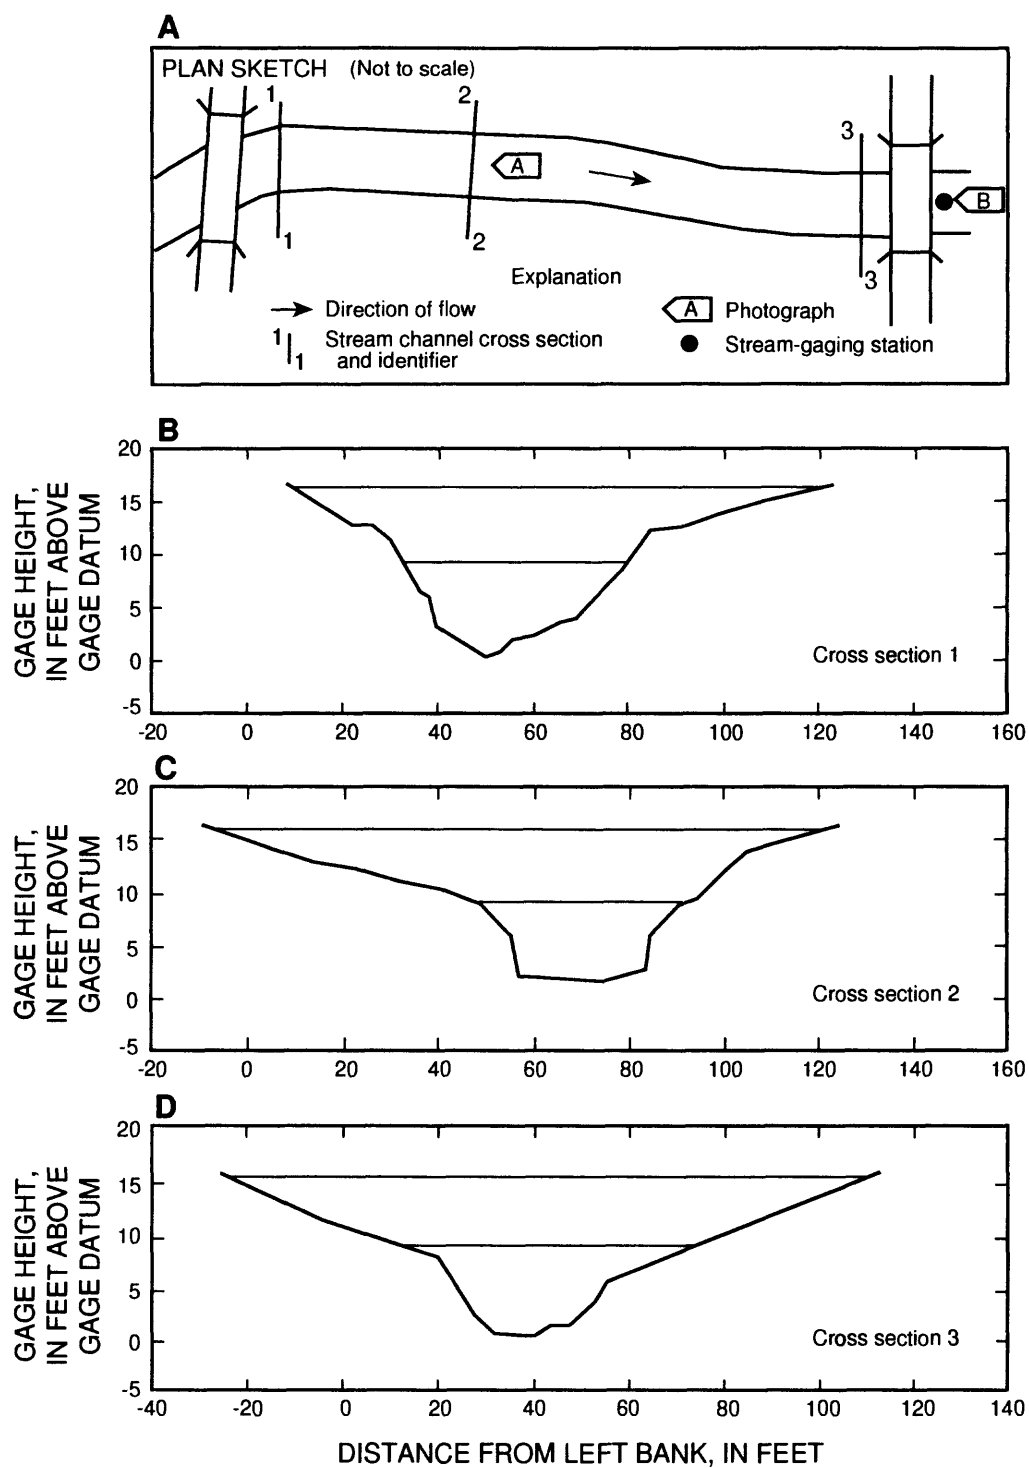 A
PLAN SKETCH (Not to scale)
1
2
3
A
B
1
2
3
Explanation
Direction of flow
A Photograph
1 1 Stream channel cross section
and identifier
Stream-gaging station
B
GAGE HEIGHT,
IN FEET ABOVE
GAGE DATUM
20
15
10
5
0
-5
Cross section 1
-20 0 20 40 60 80 100 120 140 160
C
GAGE HEIGHT,
IN FEET ABOVE
GAGE DATUM
20
15
10
5
0
-5
Cross section 2
-20 0 20 40 60 80 100 120 140 160
D
GAGE HEIGHT,
IN FEET ABOVE
GAGE DATUM
20
15
10
5
0
-5
Cross section 3
-40 -20 0 20 40 60 80 100 120 140
DISTANCE FROM LEFT BANK, IN FEET